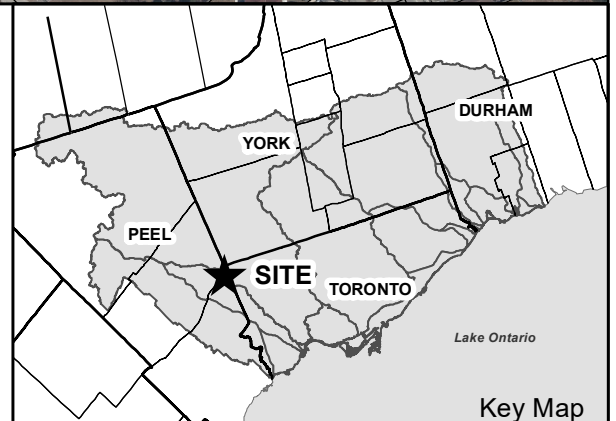 DURHAM
YORK
PEEL
SITE
TORONTO
Lake Ontario
Key Map